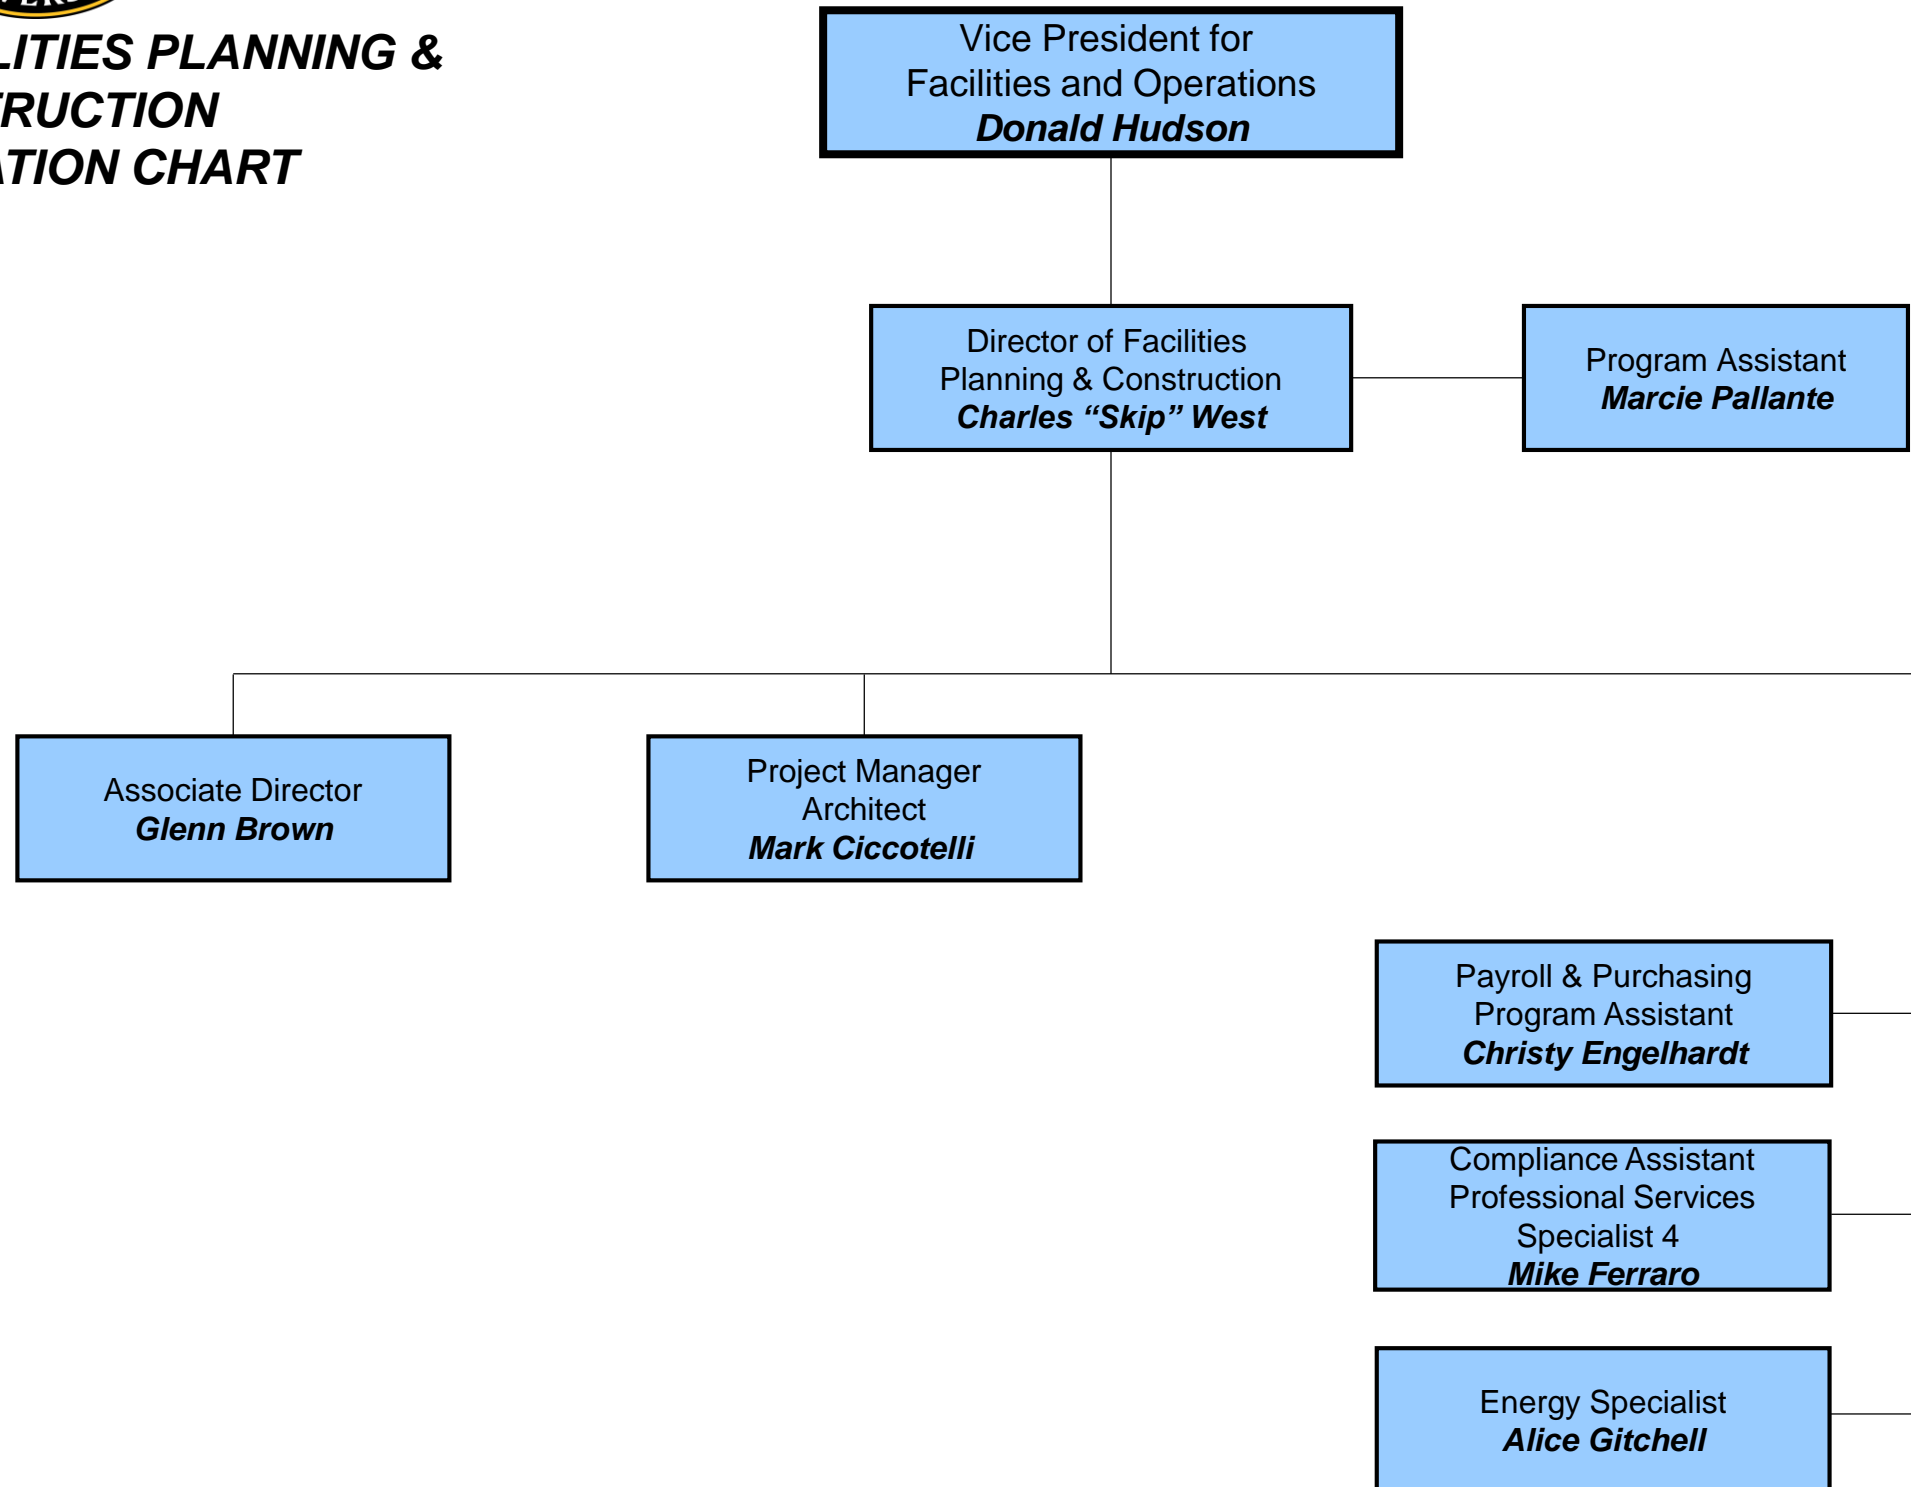 LITIES PLANNING &
TRUCTION
ATION CHART
Vice President for
Facilities and Operations
Donald Hudson
Director of Facilities
Planning & Construction
Charles “Skip” West
Program Assistant
Marcie Pallante
Associate Director
Glenn Brown
Project Manager
Architect
Mark Ciccotelli
Payroll & Purchasing
Program Assistant
Christy Engelhardt
Compliance Assistant
Professional Services
Specialist 4
Mike Ferraro
Energy Specialist
Alice Gitchell